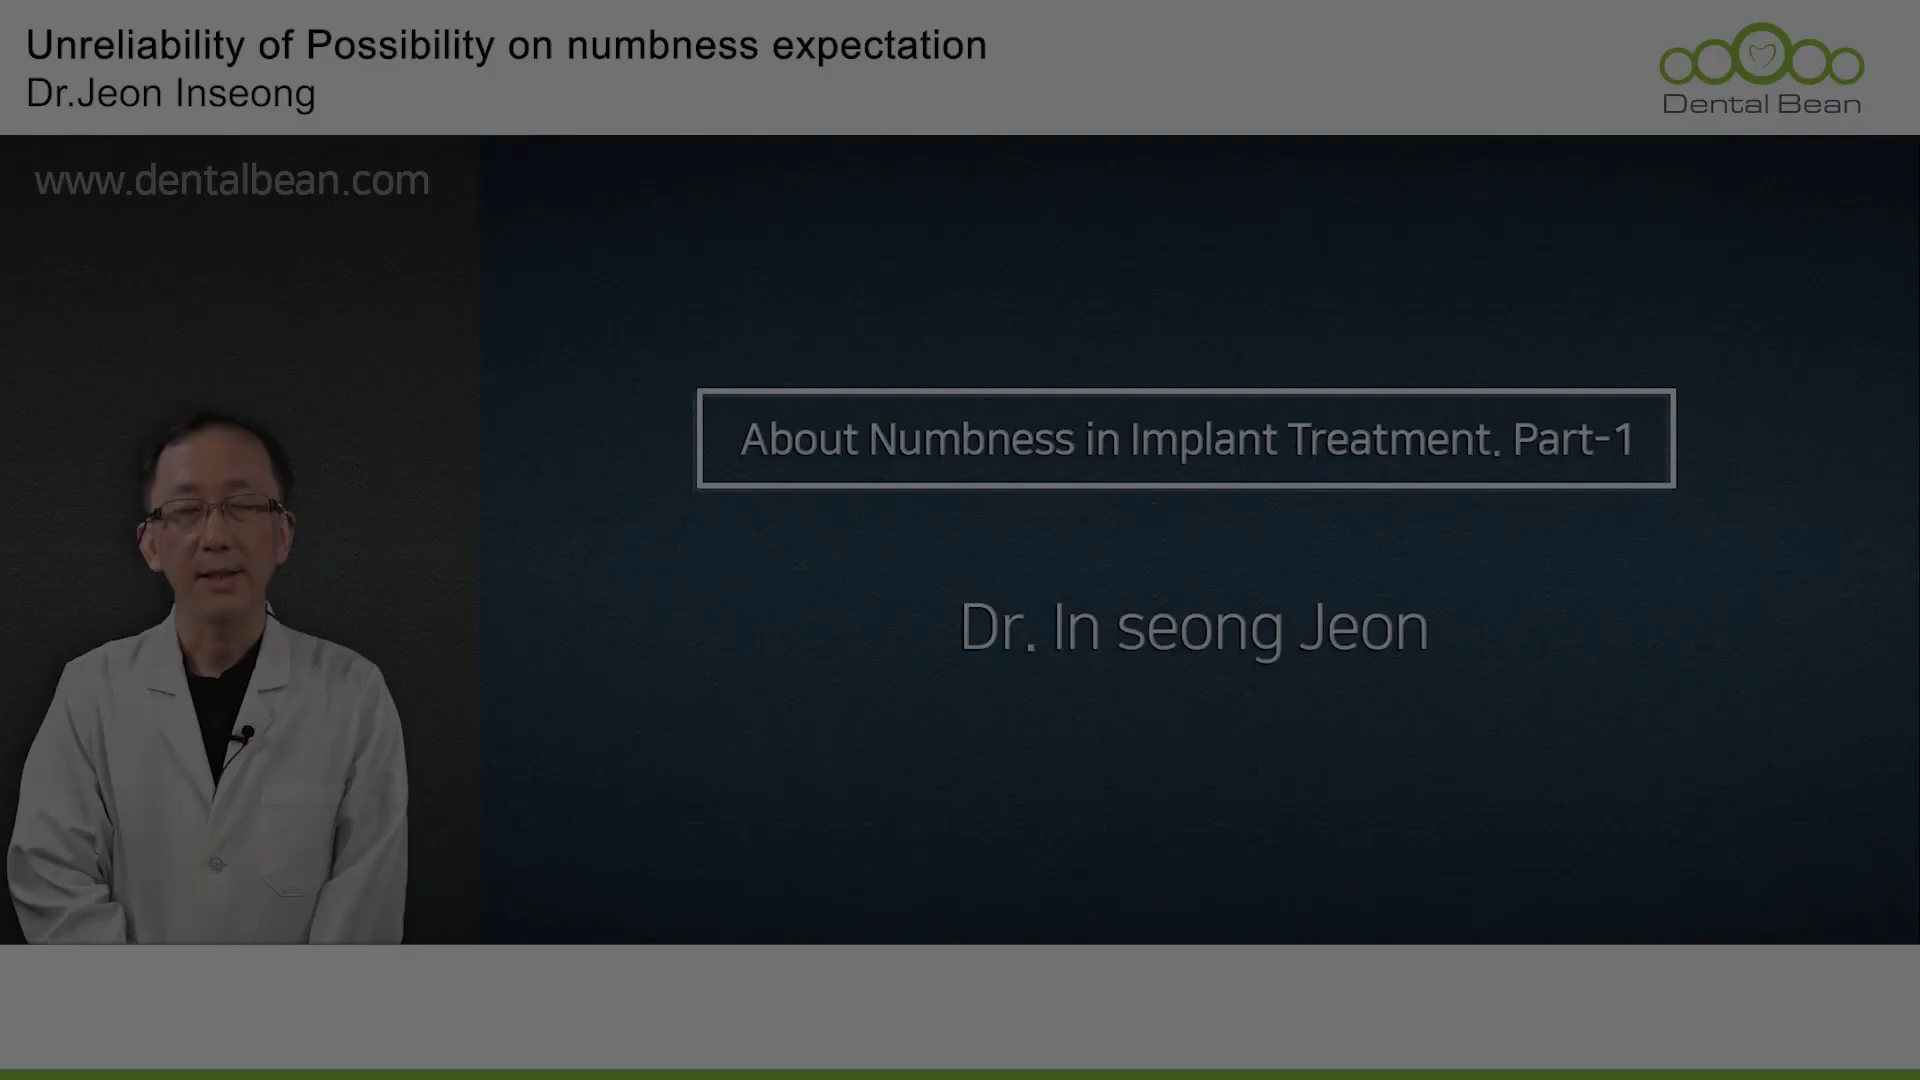 Unreliability of Possibility on numbness expectation
Dr.Jeon Inseong
Dental Bean
www.dentalbean.com
About Numbness in Implant Treatment. Part-1
Dr. In seong Jeon